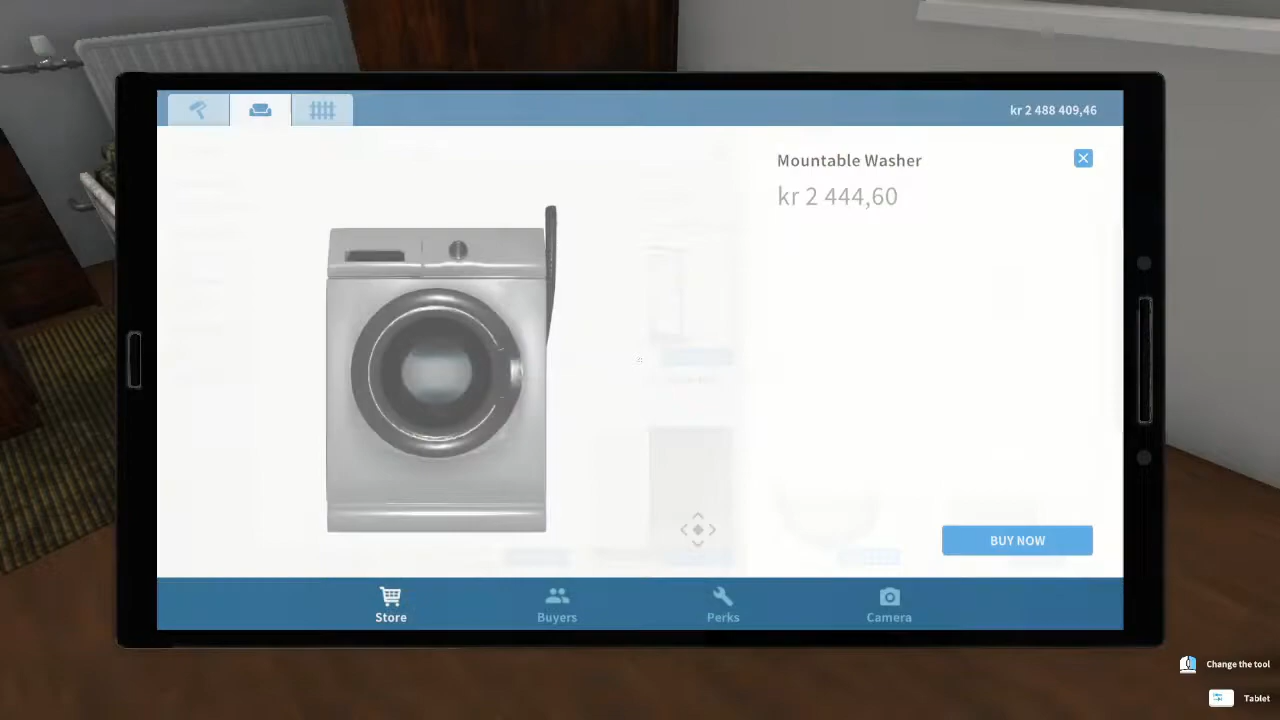 kr 2 488 409,46
Mountable Washer
kr 2 444,60
BUY NOW
Store
Buyers
Perks
Camera
Change the tool
Tablet